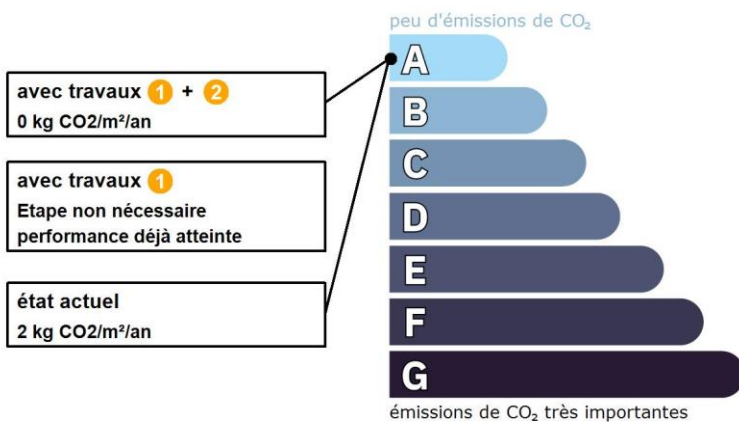 peu d'émissions de CO₂
avec travaux 1 + 2
0 kg CO2/m²/an
avec travaux 1
Etape non nécessaire
performance déjà atteinte
état actuel
2 kg CO2/m²/an
A
B
C
D
E
F
G
émissions de CO₂ très importantes